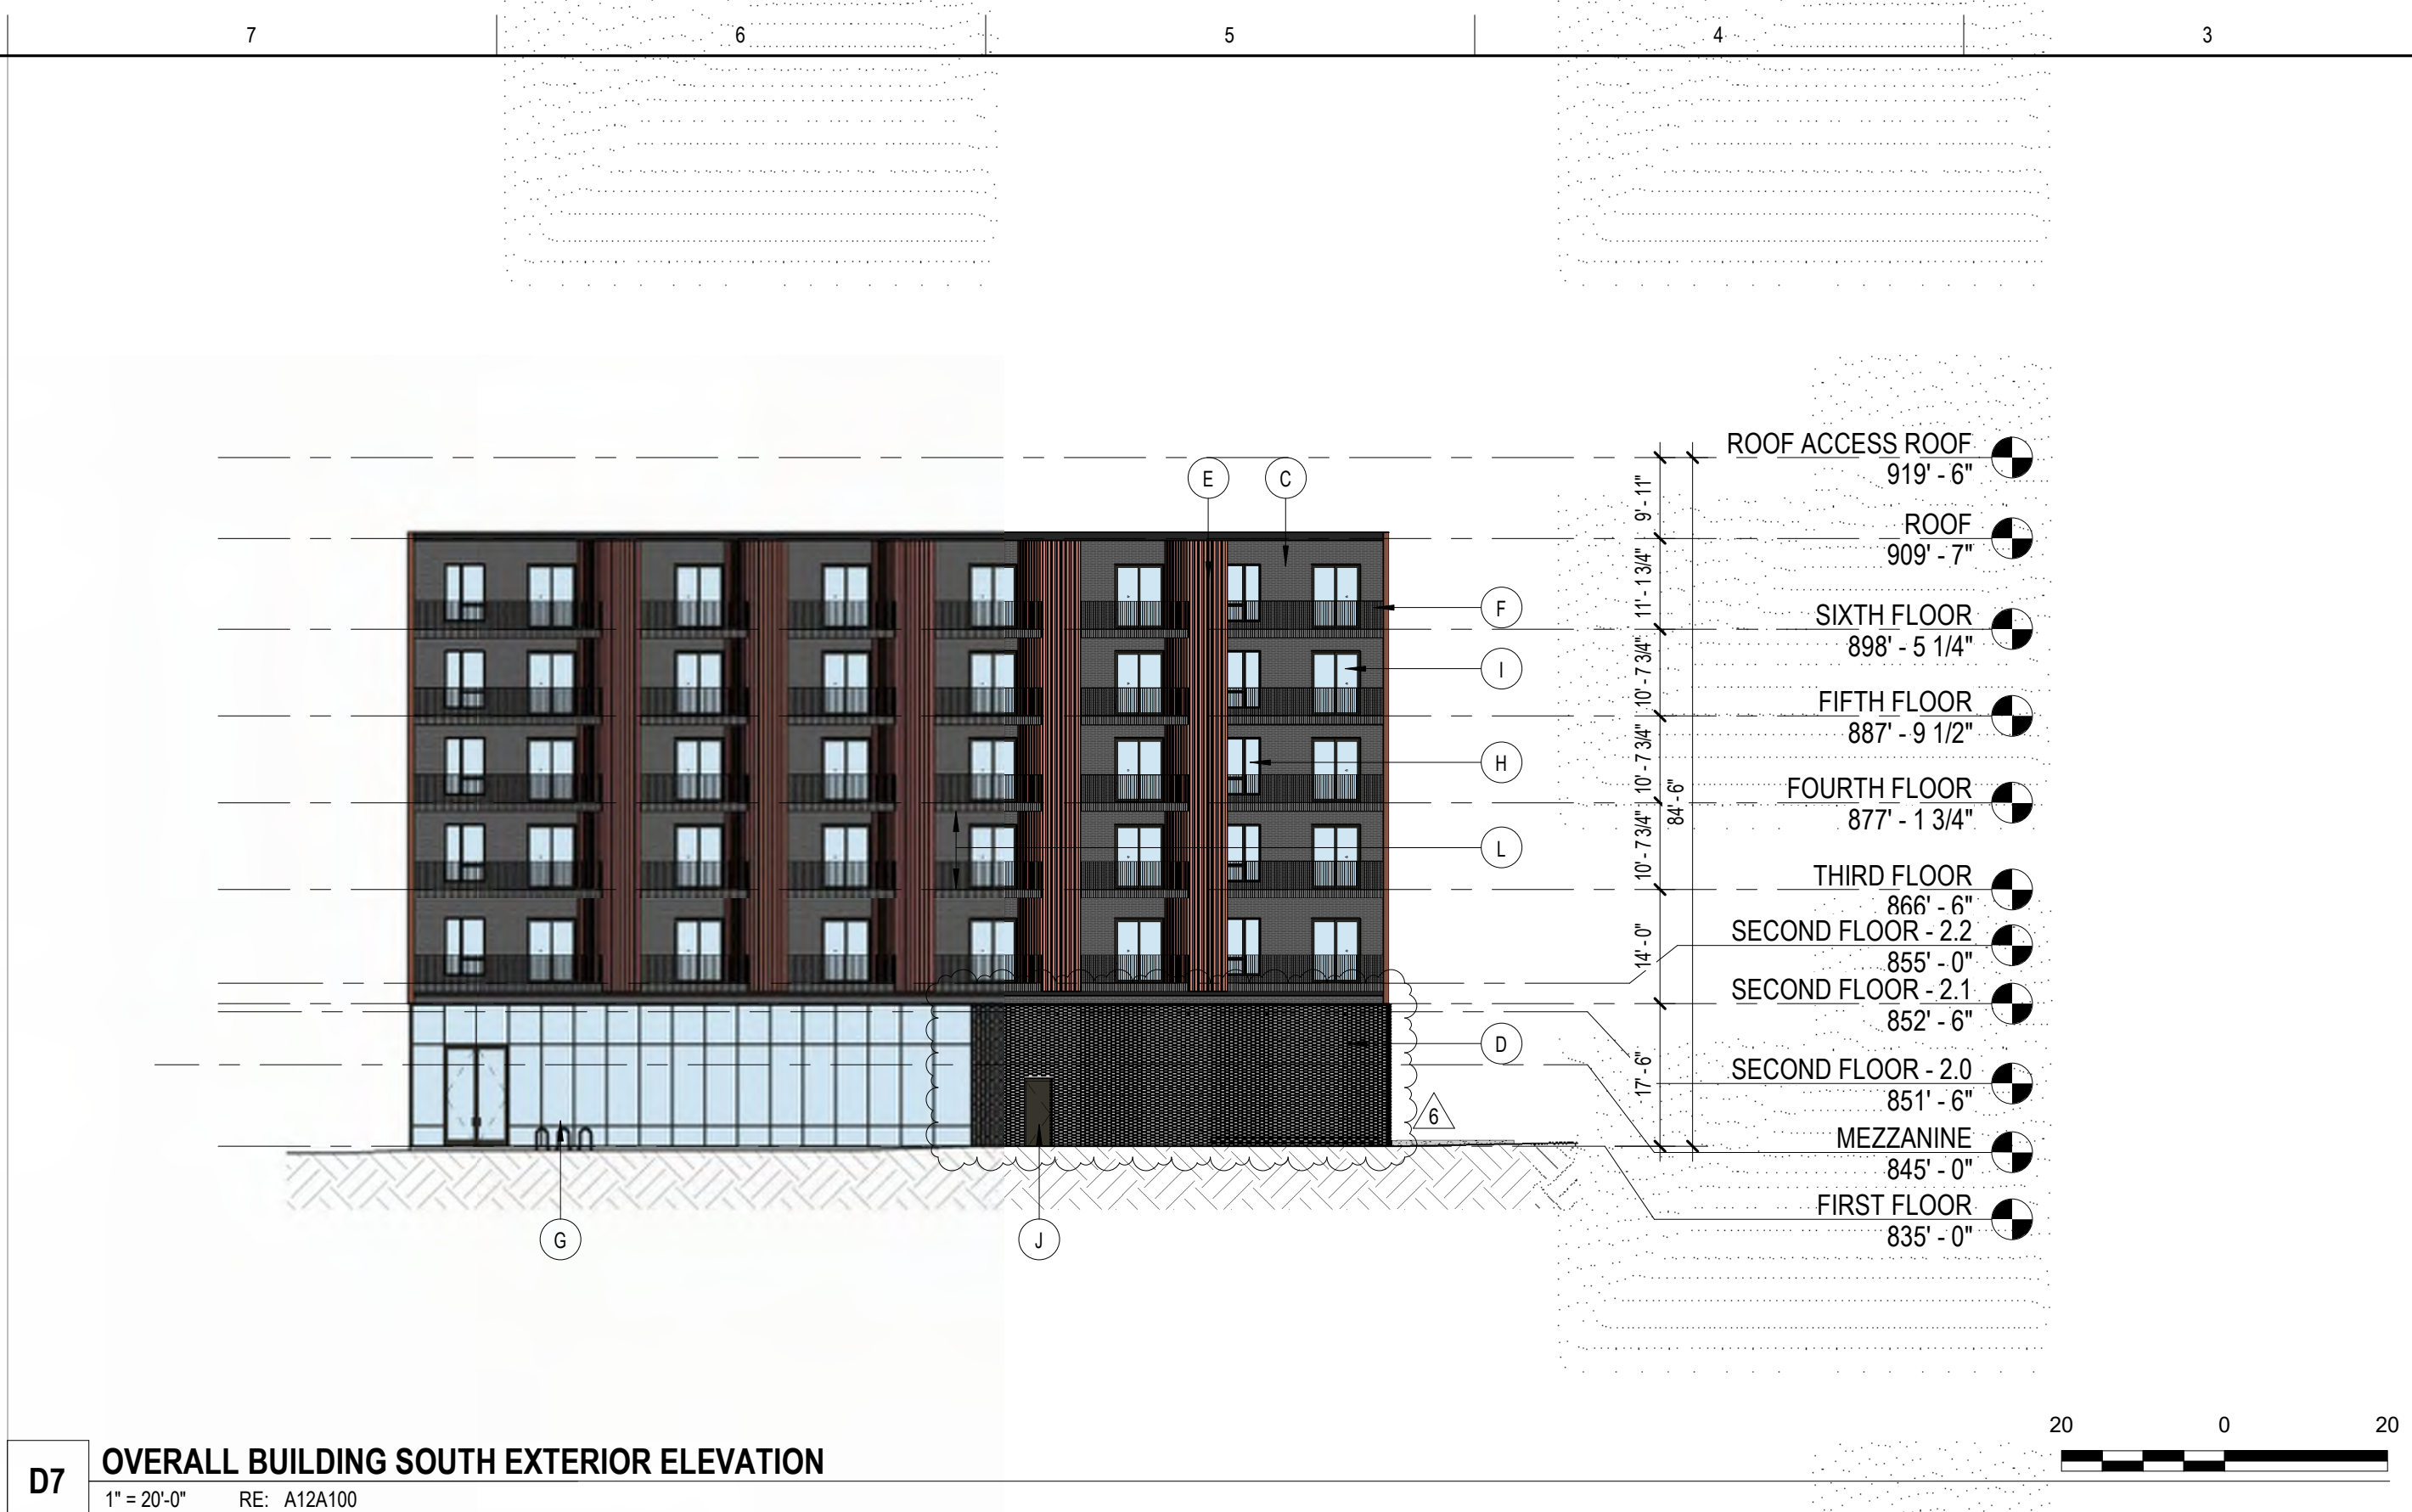 7 6 5 4 3
ROOF ACCESS ROOF
919' - 6"
E C
9' - 11"
ROOF
909' - 7"
11' - 1 3/4"
F
SIXTH FLOOR
898' - 5 1/4"
I
10' - 7 3/4"
FIFTH FLOOR
887' - 9 1/2"
H
10' - 7 3/4"
84' - 6"
FOURTH FLOOR
877' - 1 3/4"
L
10' - 7 3/4"
THIRD FLOOR
866' - 6"
14' - 0"
SECOND FLOOR - 2.2
855' - 0"
SECOND FLOOR - 2.1
852' - 6"
D
17' - 6"
SECOND FLOOR - 2.0
851' - 6"
6
MEZZANINE
845' - 0"
FIRST FLOOR
835' - 0"
G J
20 0 20
D7
OVERALL BUILDING SOUTH EXTERIOR ELEVATION
1" = 20'-0" RE: A12A100